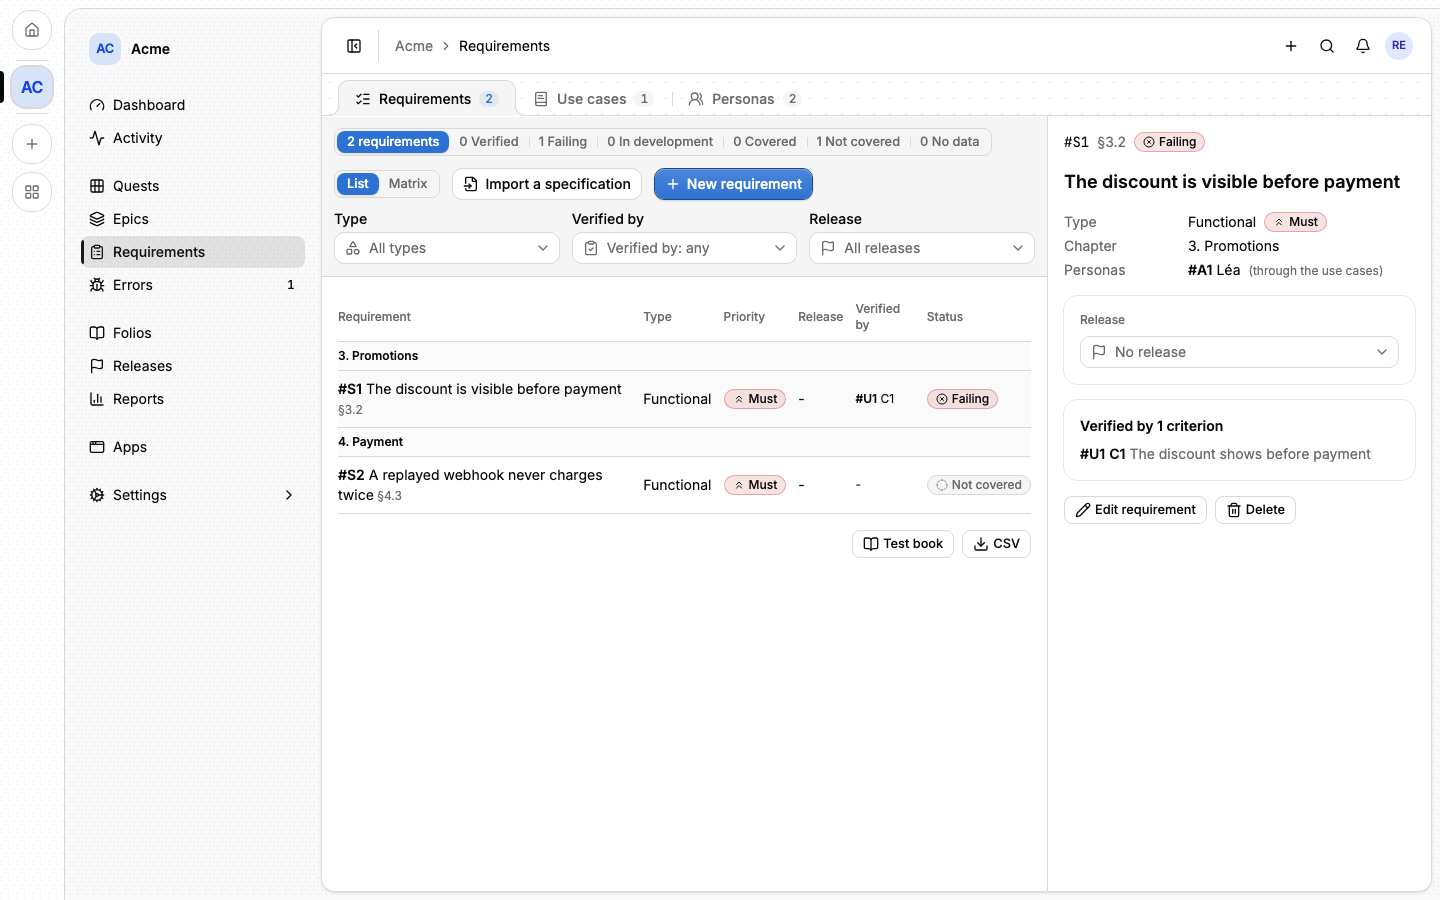 AC
AC Acme
Dashboard
Activity
Quests
Epics
Requirements
Errors 1
Folios
Releases
Reports
Apps
Settings
Acme > Requirements
RE
Requirements 2
Use cases 1
Personas 2
2 requirements
0 Verified
1 Failing
0 In development
0 Covered
1 Not covered
0 No data
List
Matrix
Import a specification
New requirement
Type
Verified by
Release
All types
Verified by: any
All releases
Requirement Type Priority Release Verified by Status
3. Promotions
#S1 The discount is visible before payment
§3.2
Functional Must - #U1 C1 Failing
4. Payment
#S2 A replayed webhook never charges
twice §4.3
Functional Must - - Not covered
Test book
CSV
#S1 §3.2 Failing
The discount is visible before payment
Type Functional Must
Chapter 3. Promotions
Personas #A1 Léa (through the use cases)
Release
No release
Verified by 1 criterion
#U1 C1 The discount shows before payment
Edit requirement
Delete